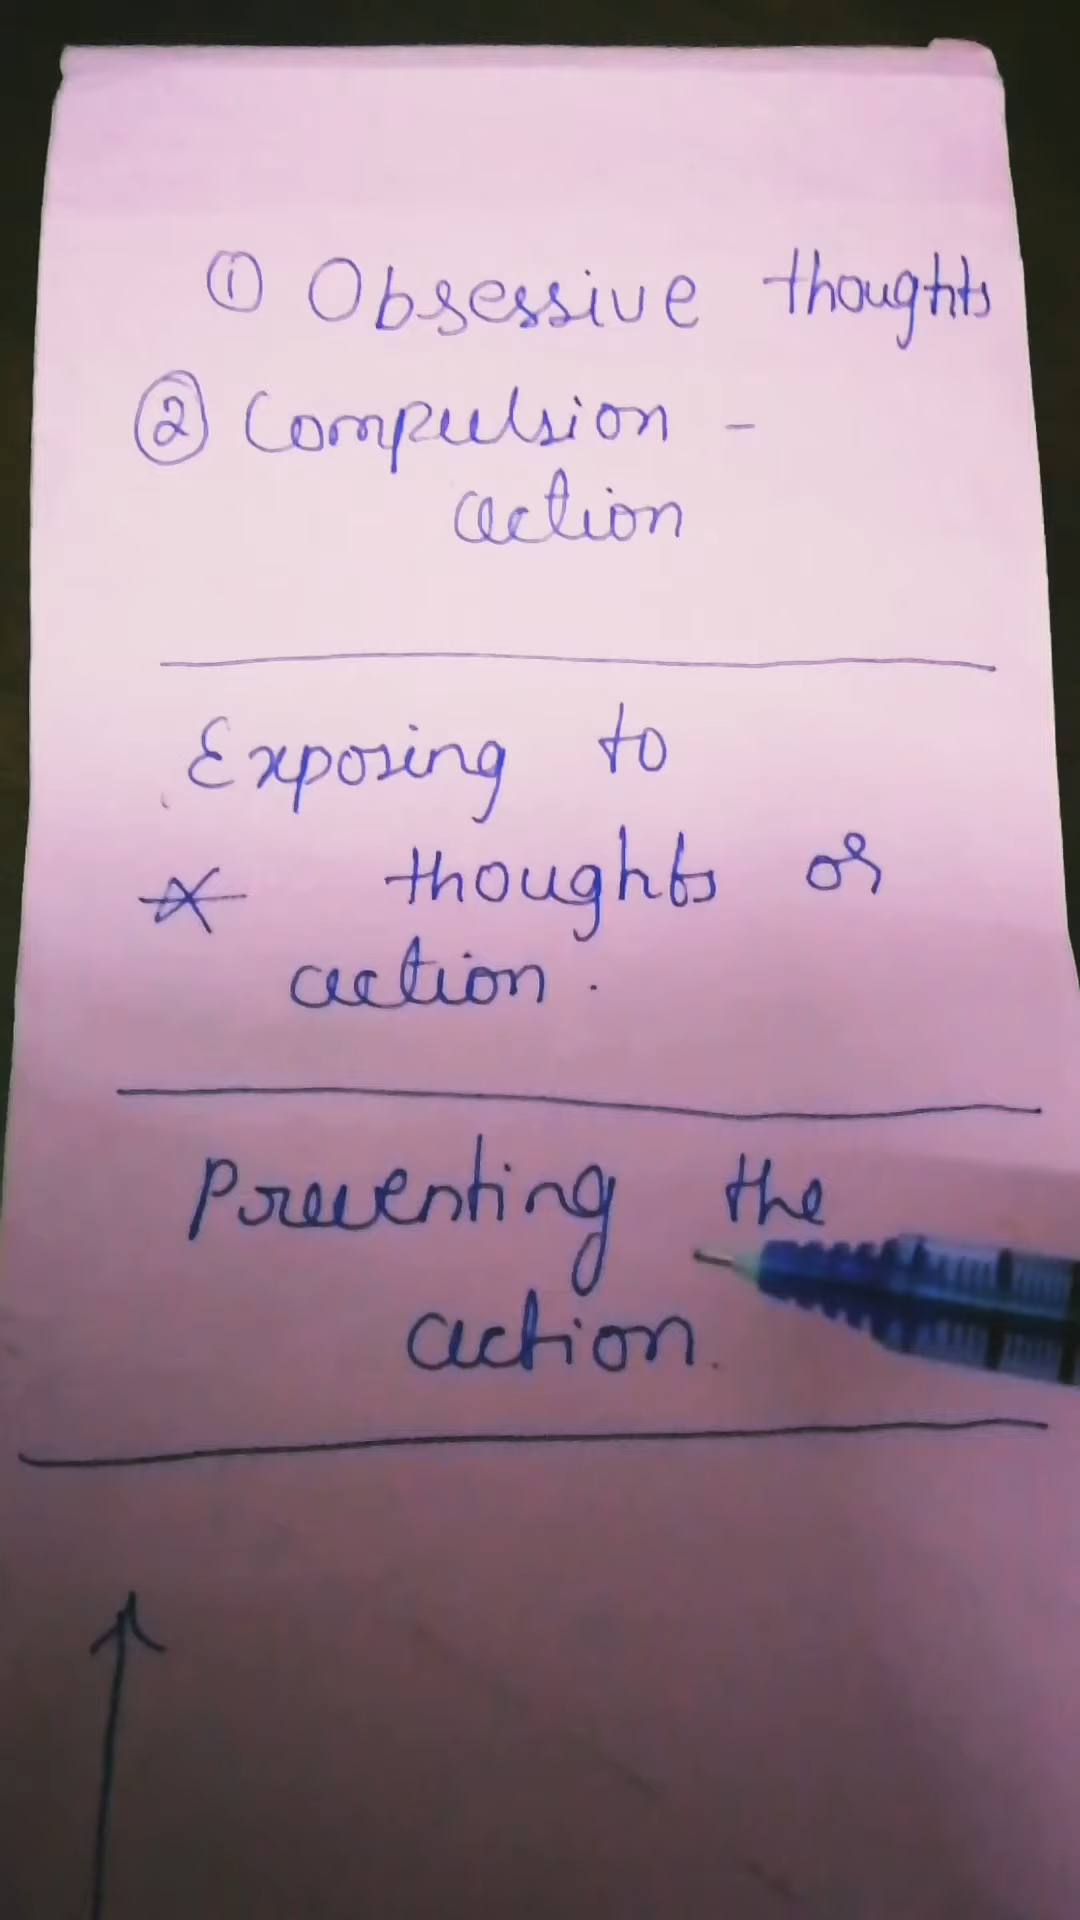 ① Obsessive thoughts
② Compulsion -
action
Exposing to
* thoughts or
action.
Preventing the
action.